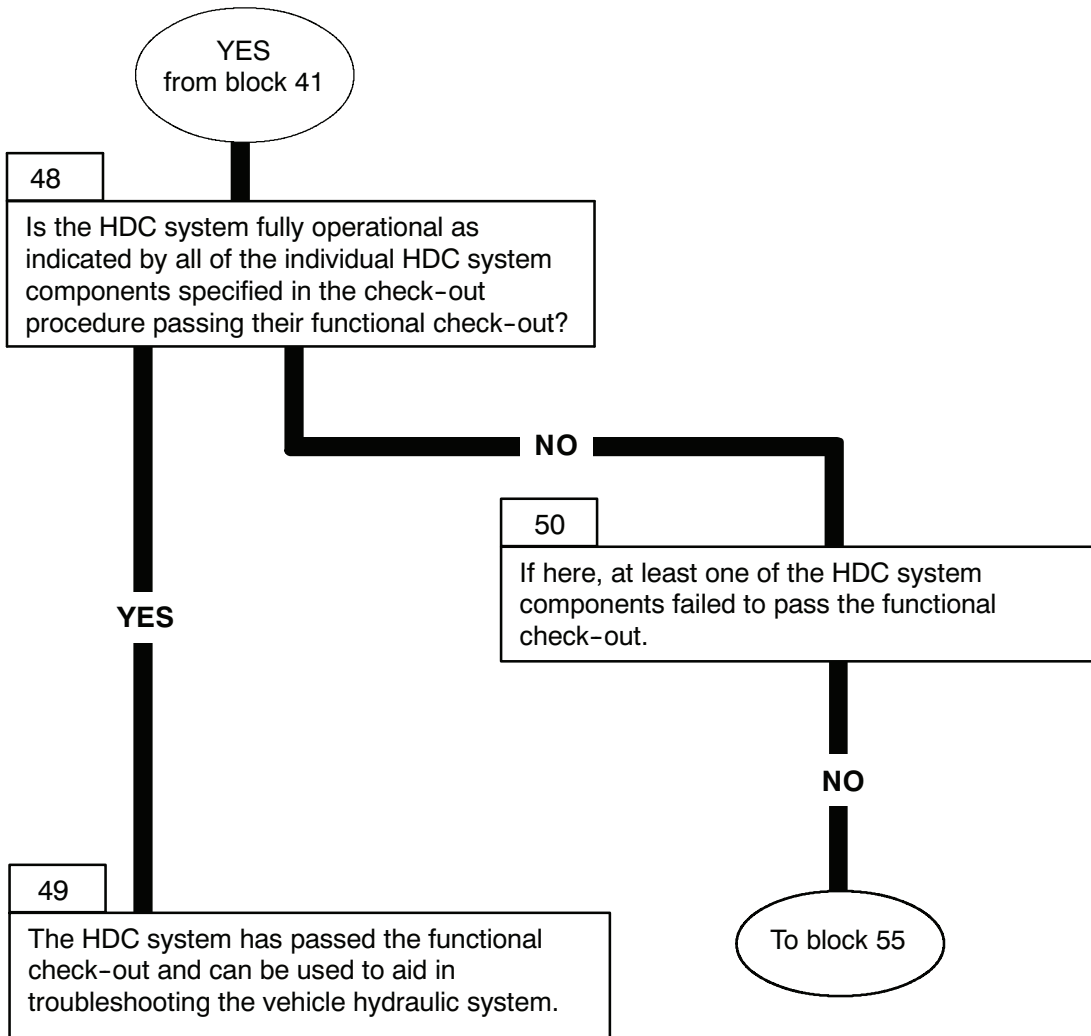 YES
from block 41
48
Is the HDC system fully operational as
indicated by all of the individual HDC system
components specified in the check-out
procedure passing their functional check-out?
NO
50
If here, at least one of the HDC system
components failed to pass the functional
check-out.
YES
NO
49
The HDC system has passed the functional
check-out and can be used to aid in
troubleshooting the vehicle hydraulic system.
To block 55